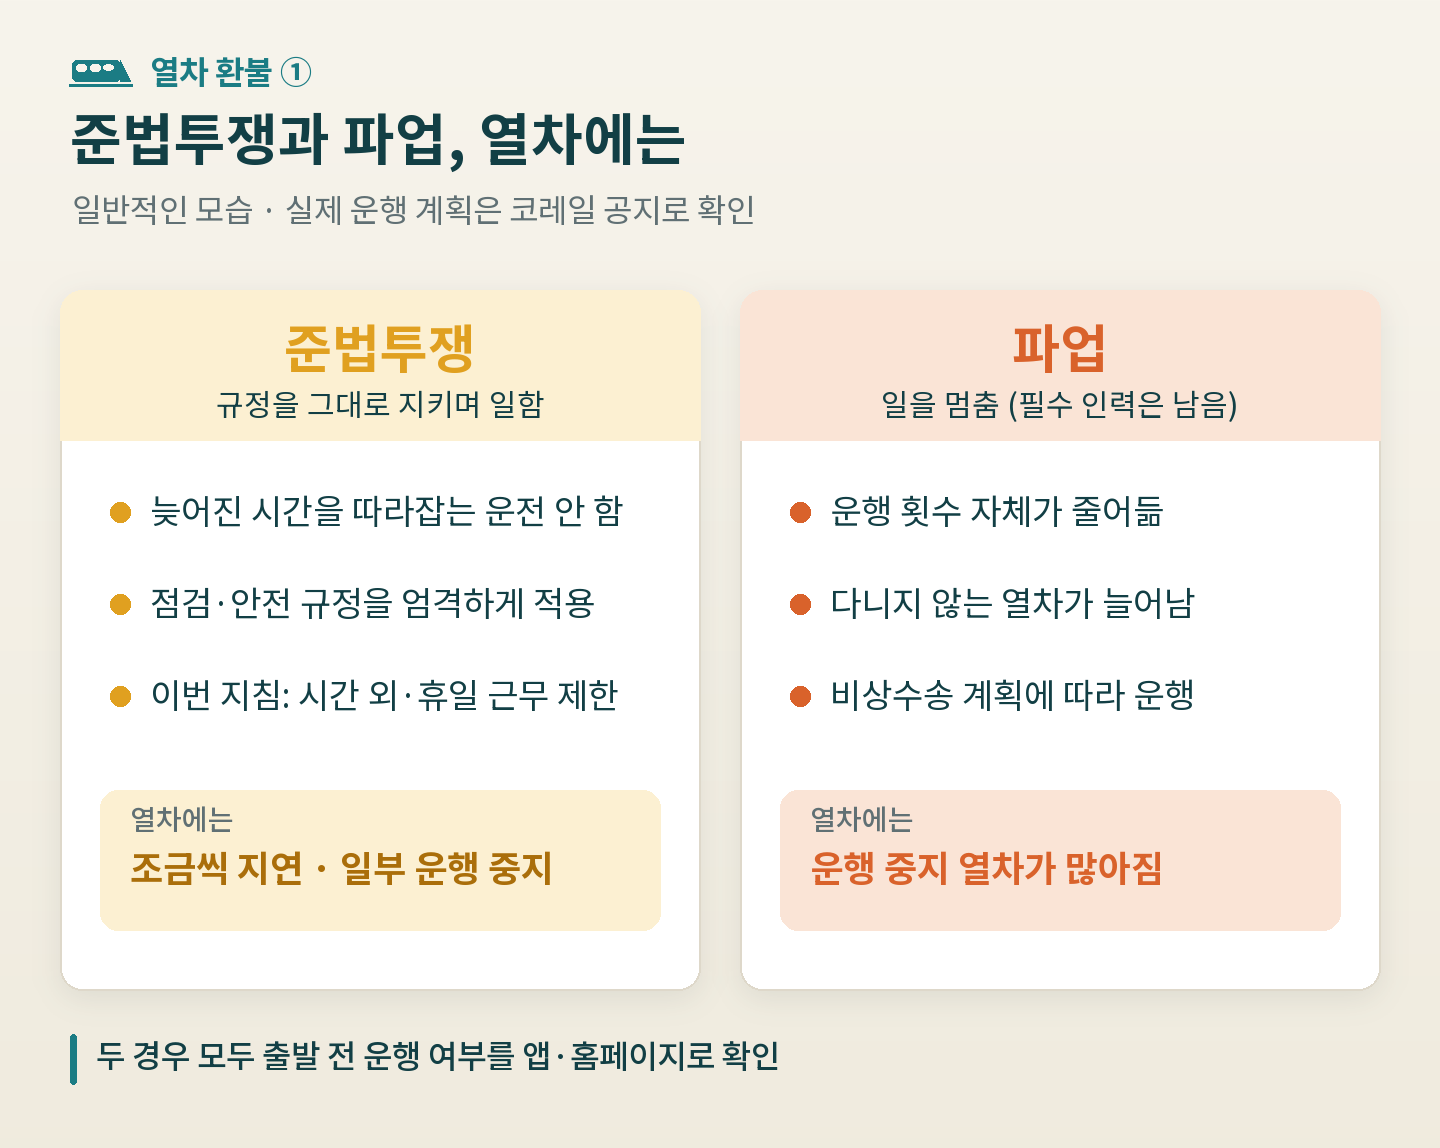 열차 환불 ①
준법투쟁과 파업, 열차에는
일반적인 모습 · 실제 운행 계획은 코레일 공지로 확인
준법투쟁
규정을 그대로 지키며 일함
늦어진 시간을 따라잡는 운전 안 함
점검·안전 규정을 엄격하게 적용
이번 지침: 시간 외·휴일 근무 제한
열차에는
조금씩 지연 · 일부 운행 중지
파업
일을 멈춤 (필수 인력은 남음)
운행 횟수 자체가 줄어듦
다니지 않는 열차가 늘어남
비상수송 계획에 따라 운행
열차에는
운행 중지 열차가 많아짐
두 경우 모두 출발 전 운행 여부를 앱·홈페이지로 확인